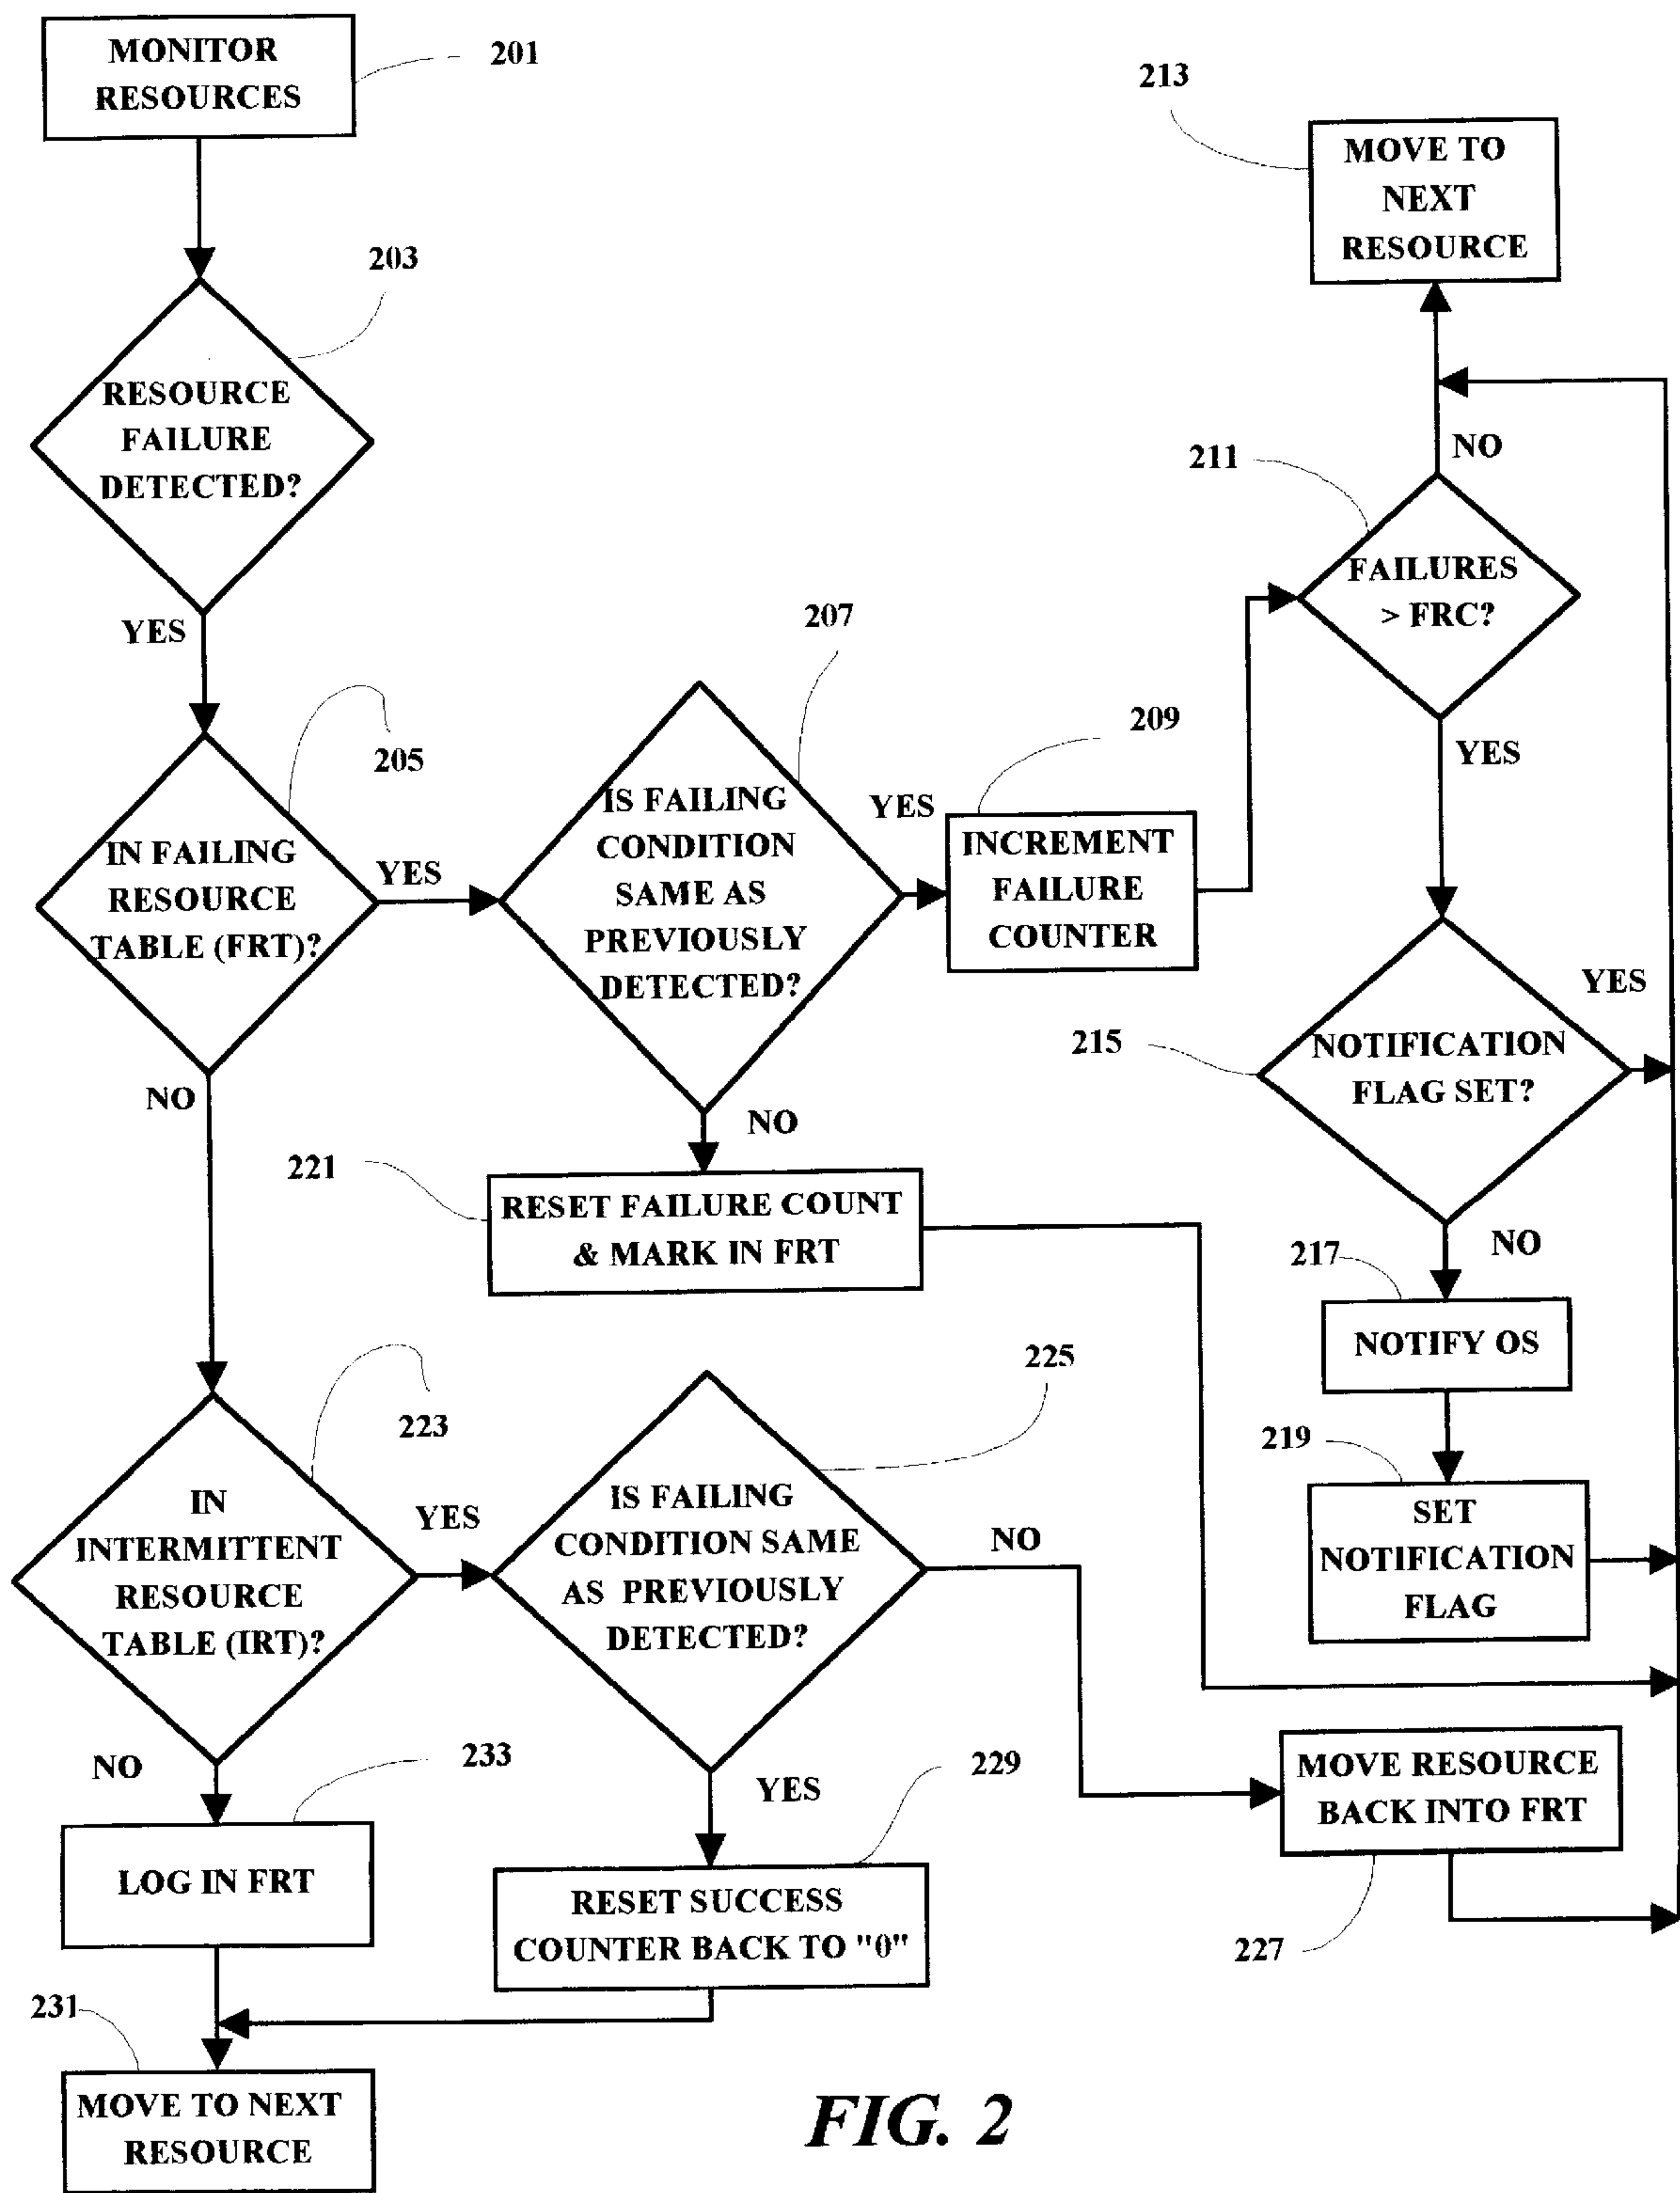 MONITOR
RESOURCES
201
RESOURCE
FAILURE
DETECTED?
203
YES
IN FAILING
RESOURCE
TABLE (FRT)?
205
YES
NO
IS FAILING
CONDITION
SAME AS
PREVIOUSLY
DETECTED?
207
YES
NO
INCREMENT
FAILURE
COUNTER
209
FAILURES
> FRC?
211
NO
YES
MOVE TO
NEXT
RESOURCE
213
NOTIFICATION
FLAG SET?
215
YES
NO
217
NOTIFY OS
219
SET
NOTIFICATION
FLAG
221
RESET FAILURE COUNT
& MARK IN FRT
IN
INTERMITTENT
RESOURCE
TABLE (IRT)?
223
YES
NO
IS FAILING
CONDITION SAME
AS PREVIOUSLY
DETECTED?
225
NO
YES
MOVE RESOURCE
BACK INTO FRT
227
229
RESET SUCCESS
COUNTER BACK TO "0"
233
LOG IN FRT
231
MOVE TO NEXT
RESOURCE
FIG. 2